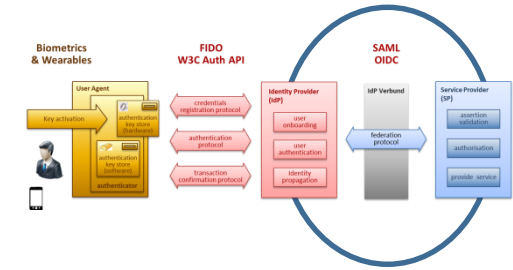 Biometrics
& Wearables
FIDO
W3C Auth API
SAML
OIDC
User Agent
Key activation
authentication
key store
(hardware)
authentication
key store
(software)
authenticator
credentials
registration protocol
authentication
protocol
transaction
confirmation protocol
Identity Provider
(IdP)
user
onboarding
user
authentication
Identity
propagation
IdP Verbund
federation
protocol
Service Provider
(SP)
assertion
validation
authorisation
provide service